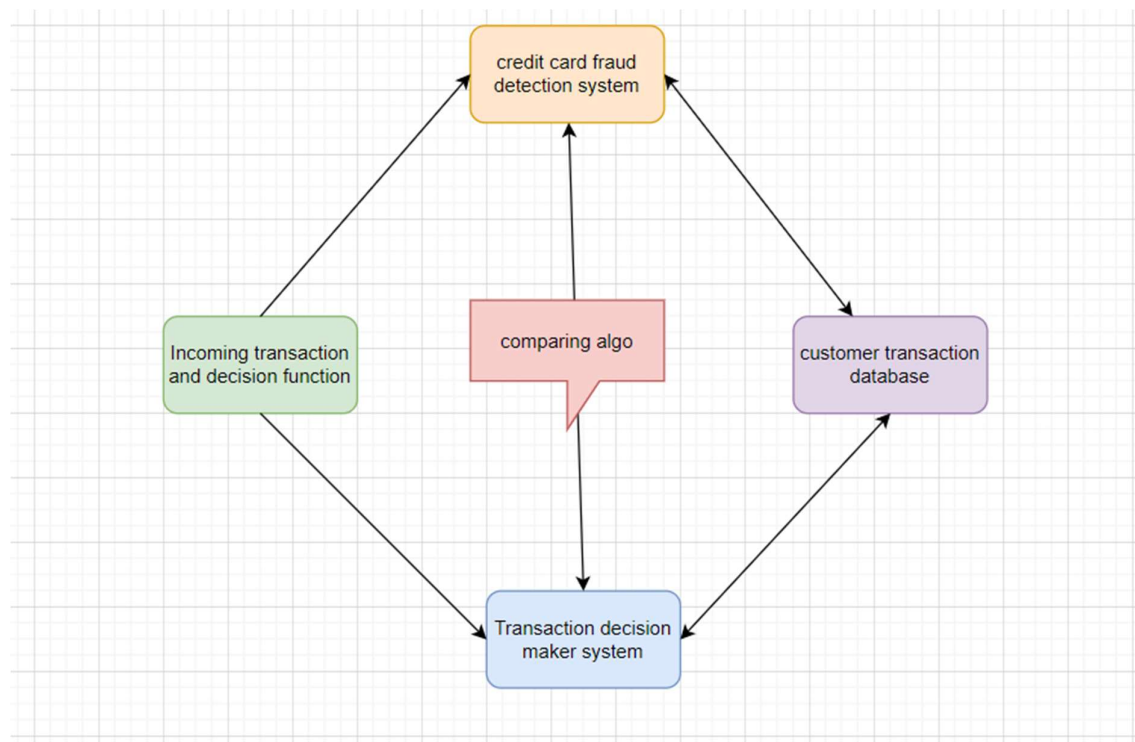 credit card fraud
detection system
comparing algo
Incoming transaction
and decision function
customer transaction
database
Transaction decision
maker system